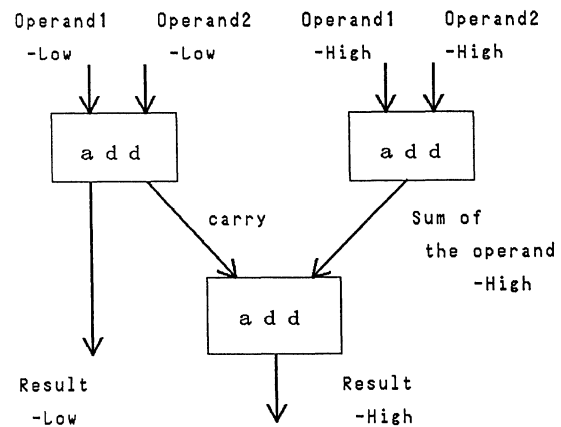 Operand1
-Low
Operand2
-Low
Operand1
-High
Operand2
-High
add
add
carry
Sum of
the operand
-High
add
Result
-Low
Result
-High